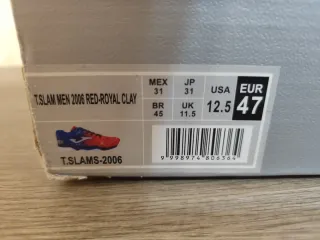 T.SLAM MEN 2006 RED-ROYAL CLAY
T.SLAMS-2006
MEX
31
JP
31
BR
45
UK
11.5
USA
12.5
EUR
47
9998974806364